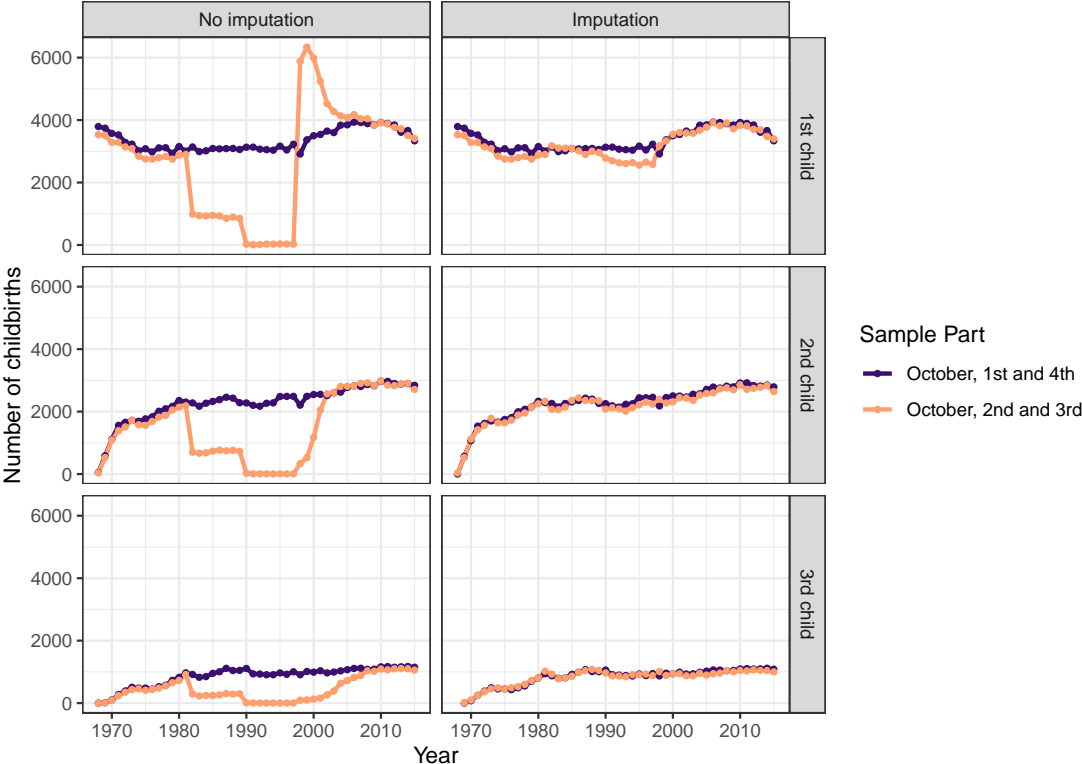 No imputation
Imputation
6000
4000
2000
0
1st child
6000
4000
2000
0
2nd child
6000
4000
2000
0
3rd child
1970
1980
1990
2000
2010
1970
1980
1990
2000
2010
Year
Number of childbirths
Sample Part
October, 1st and 4th
October, 2nd and 3rd